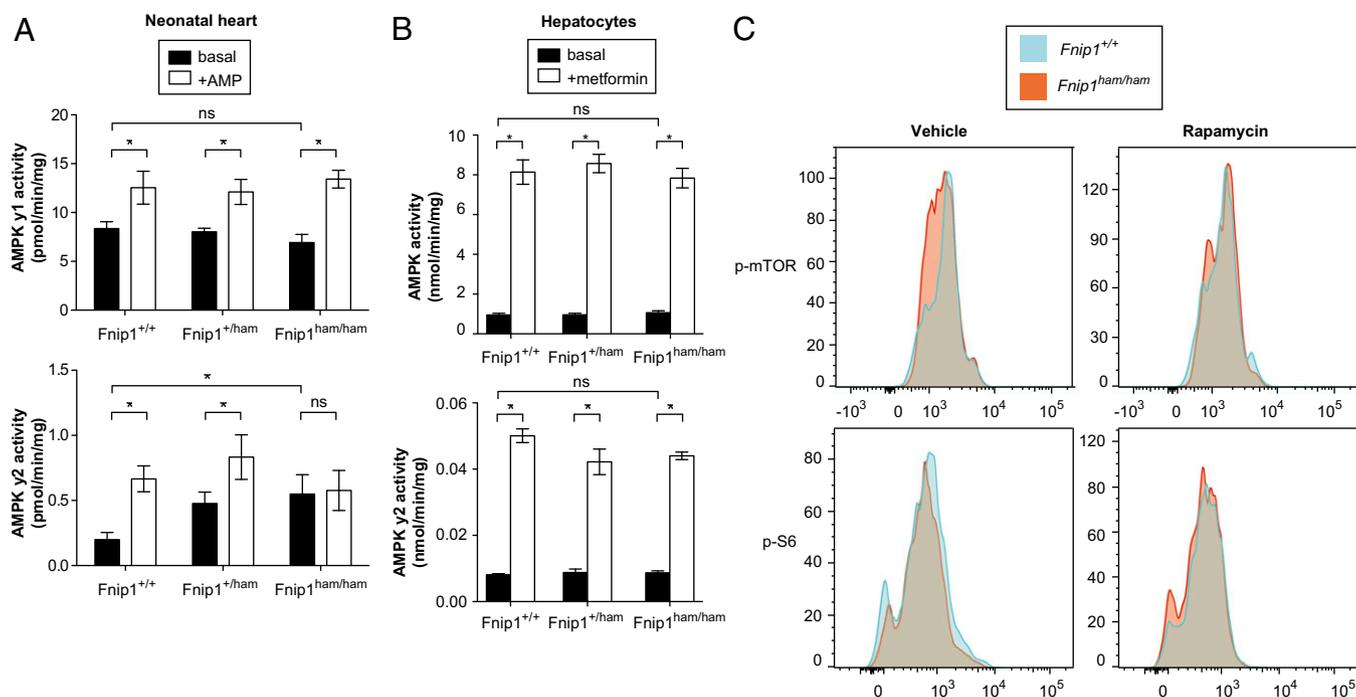 A
Neonatal heart
basal
+AMP
ns
*
*
*
AMPK y1 activity
(pmol/min/mg)
20
15
10
5
0
Fnip1+/+
Fnip1+/ham
Fnip1ham/ham
*
*
*
ns
AMPK y2 activity
(pmol/min/mg)
1.5
1.0
0.5
0.0
Fnip1+/+
Fnip1+/ham
Fnip1ham/ham
B
Hepatocytes
basal
+metformin
ns
*
*
*
AMPK activity
(nmol/min/mg)
10
8
6
4
2
0
Fnip1+/+
Fnip1+/ham
Fnip1ham/ham
ns
*
*
*
AMPK y2 activity
(nmol/min/mg)
0.06
0.04
0.02
0.00
Fnip1+/+
Fnip1+/ham
Fnip1ham/ham
C
Fnip1+/+
Fnip1ham/ham
Vehicle
Rapamycin
p-mTOR
100
80
60
40
20
0
-10³ 0 10³ 10⁴ 10⁵
120
90
60
30
0
-10³ 0 10³ 10⁴ 10⁵
p-S6
80
60
40
20
0
0 10³ 10⁴ 10⁵
120
100
80
60
40
20
0
0 10³ 10⁴ 10⁵